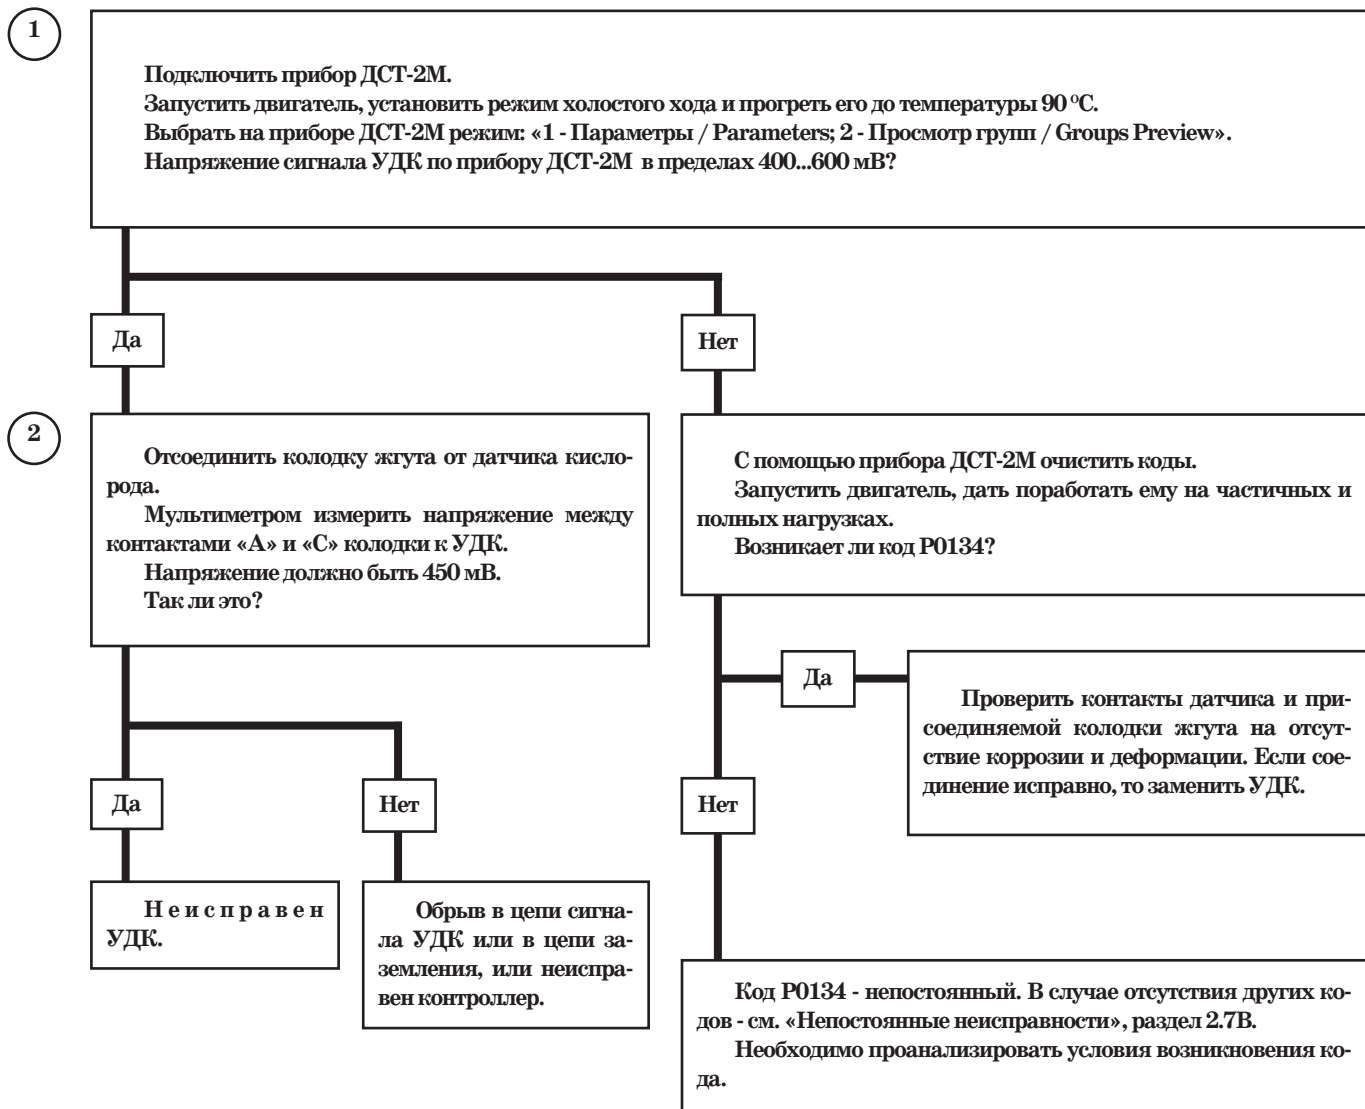 1
Подключить прибор ДСТ-2М.
Запустить двигатель, установить режим холостого хода и прогреть его до температуры 90 °С.
Выбрать на приборе ДСТ-2М режим: «1 - Параметры / Parameters; 2 - Просмотр групп / Groups Preview».
Напряжение сигнала УДК по прибору ДСТ-2М в пределах 400...600 мВ?
Да
Нет
2
Отсоединить колодку жгута от датчика кисло-
рода.
Мультиметром измерить напряжение между
контактами «А» и «С» колодки к УДК.
Напряжение должно быть 450 мВ.
Так ли это?
С помощью прибора ДСТ-2М очистить коды.
Запустить двигатель, дать поработать ему на частичных и
полных нагрузках.
Возникает ли код Р0134?
Да
Проверить контакты датчика и при-
соединяемой колодки жгута на отсут-
ствие коррозии и деформации. Если сое-
динение исправно, то заменить УДК.
Да
Нет
Нет
Неисправен
УДК.
Обрыв в цепи сигна-
ла УДК или в цепи за-
земления, или неиспра-
вен контроллер.
Код Р0134 - непостоянный. В случае отсутствия других ко-
дов - см. «Непостоянные неисправности», раздел 2.7В.
Необходимо проанализировать условия возникновения ко-
да.